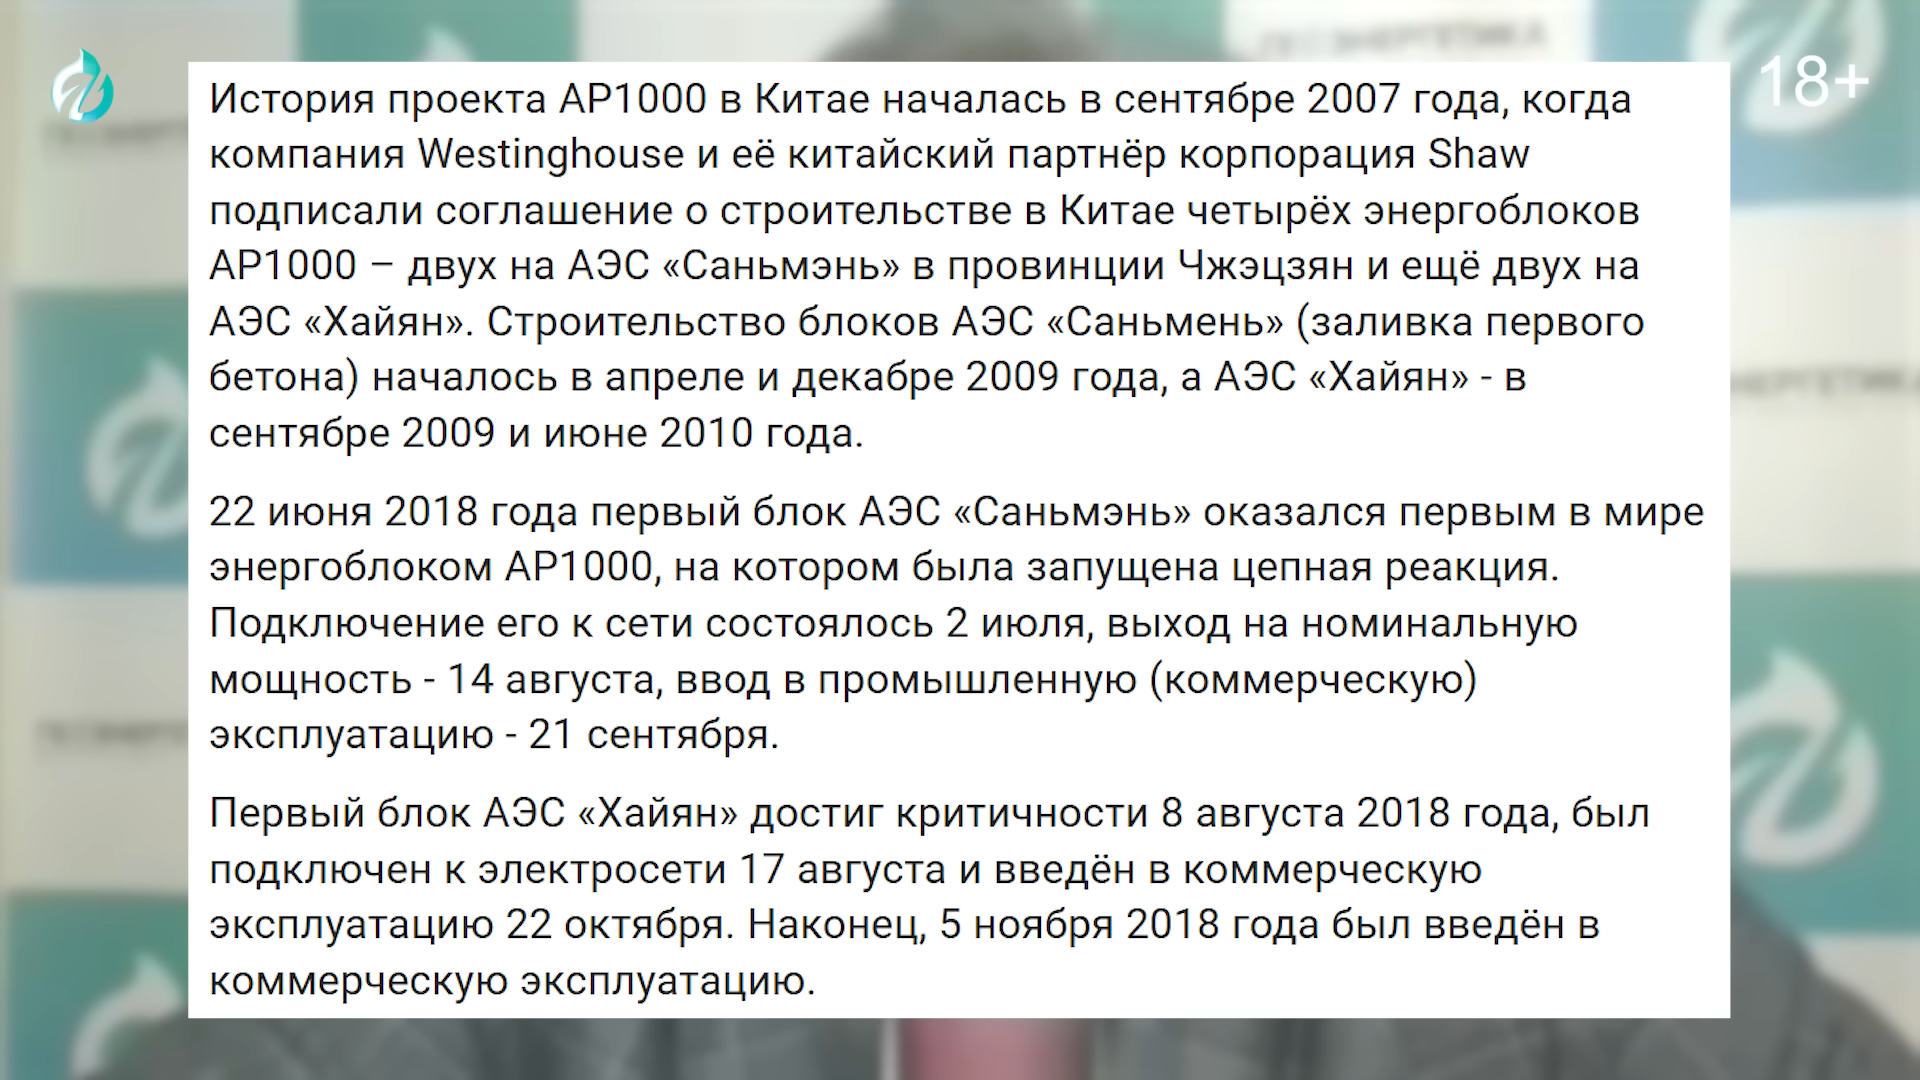 ГЕОЭНЕРГЕТИКА
18+
История проекта АР1000 в Китае началась в сентябре 2007 года, когда
компания Westinghouse и её китайский партнёр корпорация Shaw
подписали соглашение о строительстве в Китае четырёх энергоблоков
АР1000 – двух на АЭС «Саньмэнь» в провинции Чжэцзян и ещё двух на
АЭС «Хайян». Строительство блоков АЭС «Саньмень» (заливка первого
бетона) началось в апреле и декабре 2009 года, а АЭС «Хайян» - в
сентябре 2009 и июне 2010 года.
22 июня 2018 года первый блок АЭС «Саньмэнь» оказался первым в мире
энергоблоком АР1000, на котором была запущена цепная реакция.
Подключение его к сети состоялось 2 июля, выход на номинальную
мощность - 14 августа, ввод в промышленную (коммерческую)
эксплуатацию - 21 сентября.
Первый блок АЭС «Хайян» достиг критичности 8 августа 2018 года, был
подключен к электросети 17 августа и введён в коммерческую
эксплуатацию 22 октября. Наконец, 5 ноября 2018 года был введён в
коммерческую эксплуатацию.